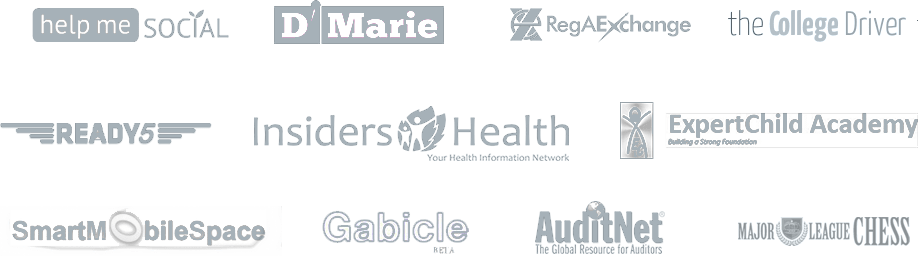 help me SOCIAL
D'Marie
RegAExchange
the College Driver
READY5
Insiders Health
Your Health Information Network
ExpertChild Academy
Building a Strong Foundation
SmartMobileSpace
Gabicle
BETA
AuditNet®
The Global Resource for Auditors
MAJOR LEAGUE CHESS